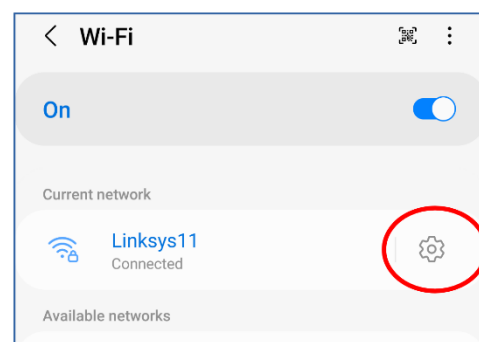 Wi-Fi
On
Current network
Linksys11
Connected
Available networks